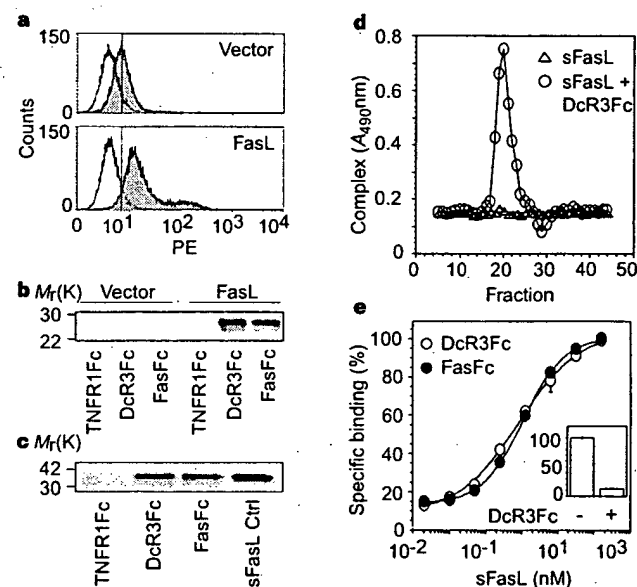 a
150
Vector
0
Counts
150
FasL
0
0 10¹ 10² 10³ 10⁴
PE
b Mr(K) Vector FasL
30
22
TNFR1Fc
DcR3Fc
FasFc
TNFR1Fc
DcR3Fc
FasFc
c Mr(K)
42
30
TNFR1Fc
DcR3Fc
FasFc
sFasL Ctrl
d
0.8
0.6
0.4
0.2
0
Complex (A490nm)
sFasL
sFasL +
DcR3Fc
0 10 20 30 40 50
Fraction
e
100
80
60
40
20
0
Specific binding (%)
DcR3Fc
FasFc
100
50
0
DcR3Fc - +
10⁻² 10⁻¹ 10¹ 10³
sFasL (nM)